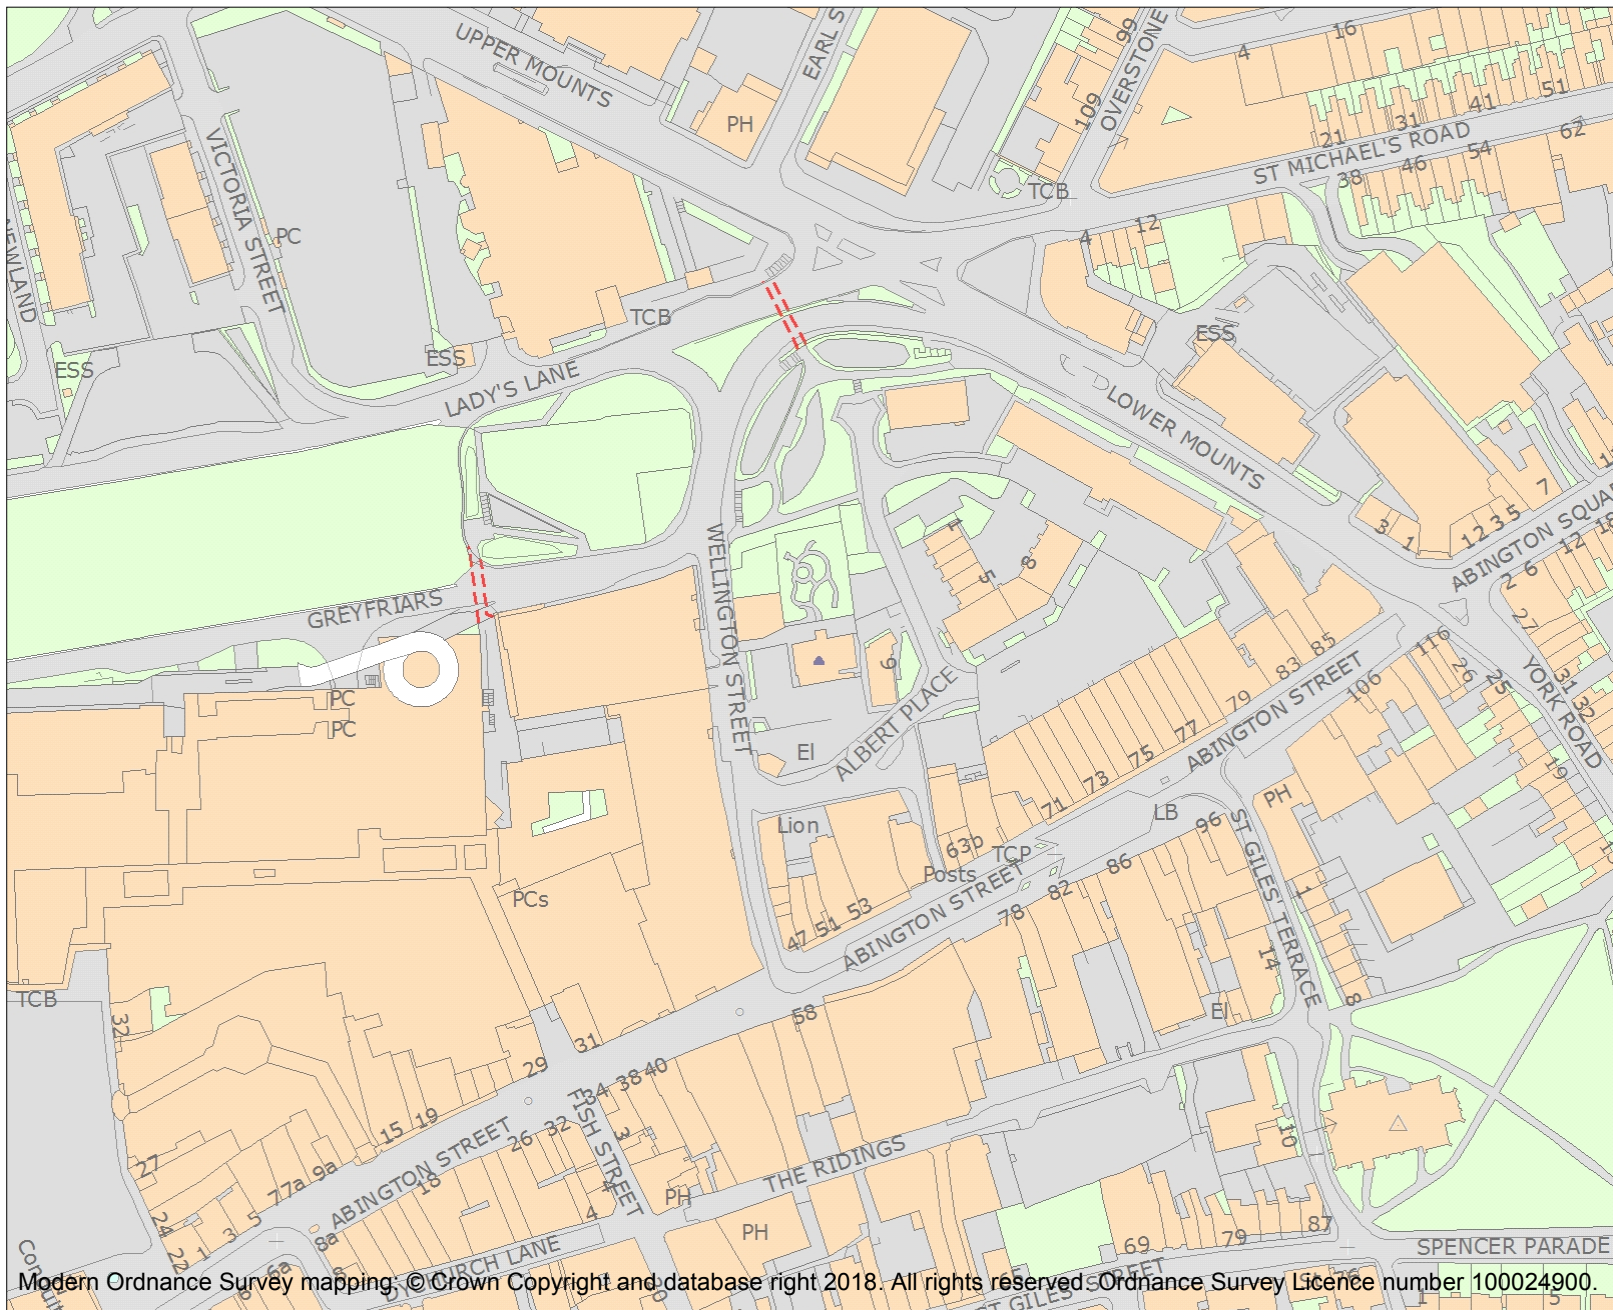 UPPER MOUNTS
EARL S
99
OVERSTONE
109
4
16
PH
TCB
21
31
41
51
ST MICHAEL'S ROAD
38
46
54
62
VICTORIA STREET
PC
4
12
TCB
ESS
ESS
ESS
LADY'S LANE
LOWER MOUNTS
7
3
1
1
2
3
5
ABINGTON SQUA
12
18
2
6
WELLINGTON STREET
1
5
8
GREYFRIARS
27
116
26
25
31
32
YORK ROAD
19
83
85
9
79
106
ABINGTON STREET
PC
PC
ALBERT PLACE
El
77
75
73
71
PH
LB
96
ST GILES' TERRACE
Lion
63b
TCP
Posts
86
82
PCs
78
1
ABINGTON STREET
47
51
53
14
8
TCB
32
58
El
29
31
34
38
40
FISH STREET
15
19
26
32
3
10
27
9a
7a
7
ABINGTON STREET
18
4
THE RIDINGS
PH
PH
24
22
1
3
5
8a
6a
4
69
79
87
SPENCER PARADE
Modern Ordnance Survey mapping: © Crown Copyright and database right 2018. All rights reserved. Ordnance Survey Licence number 100024900.